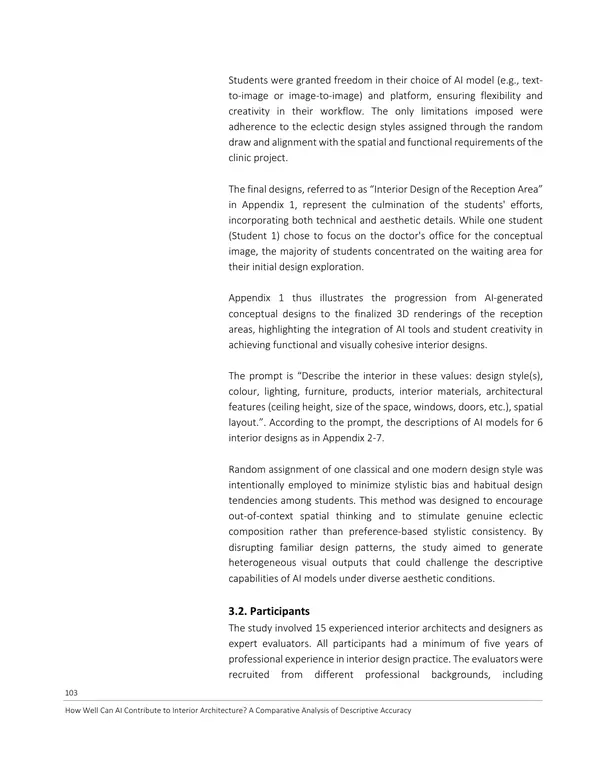 Students were granted freedom in their choice of AI model (e.g., text-
to-image or image-to-image) and platform, ensuring flexibility and
creativity in their workflow. The only limitations imposed were
adherence to the eclectic design styles assigned through the random
draw and alignment with the spatial and functional requirements of the
clinic project.
The final designs, referred to as “Interior Design of the Reception Area”
in Appendix 1, represent the culmination of the students' efforts,
incorporating both technical and aesthetic details. While one student
(Student 1) chose to focus on the doctor's office for the conceptual
image, the majority of students concentrated on the waiting area for
their initial design exploration.
Appendix 1 thus illustrates the progression from AI-generated
conceptual designs to the finalized 3D renderings of the reception
areas, highlighting the integration of AI tools and student creativity in
achieving functional and visually cohesive interior designs.
The prompt is “Describe the interior in these values: design style(s),
colour, lighting, furniture, products, interior materials, architectural
features (ceiling height, size of the space, windows, doors, etc.), spatial
layout.”. According to the prompt, the descriptions of AI models for 6
interior designs as in Appendix 2-7.
Random assignment of one classical and one modern design style was
intentionally employed to minimize stylistic bias and habitual design
tendencies among students. This method was designed to encourage
out-of-context spatial thinking and to stimulate genuine eclectic
composition rather than preference-based stylistic consistency. By
disrupting familiar design patterns, the study aimed to generate
heterogeneous visual outputs that could challenge the descriptive
capabilities of AI models under diverse aesthetic conditions.
3.2. Participants
The study involved 15 experienced interior architects and designers as
expert evaluators. All participants had a minimum of five years of
professional experience in interior design practice. The evaluators were
recruited from different professional backgrounds, including
103
How Well Can AI Contribute to Interior Architecture? A Comparative Analysis of Descriptive Accuracy